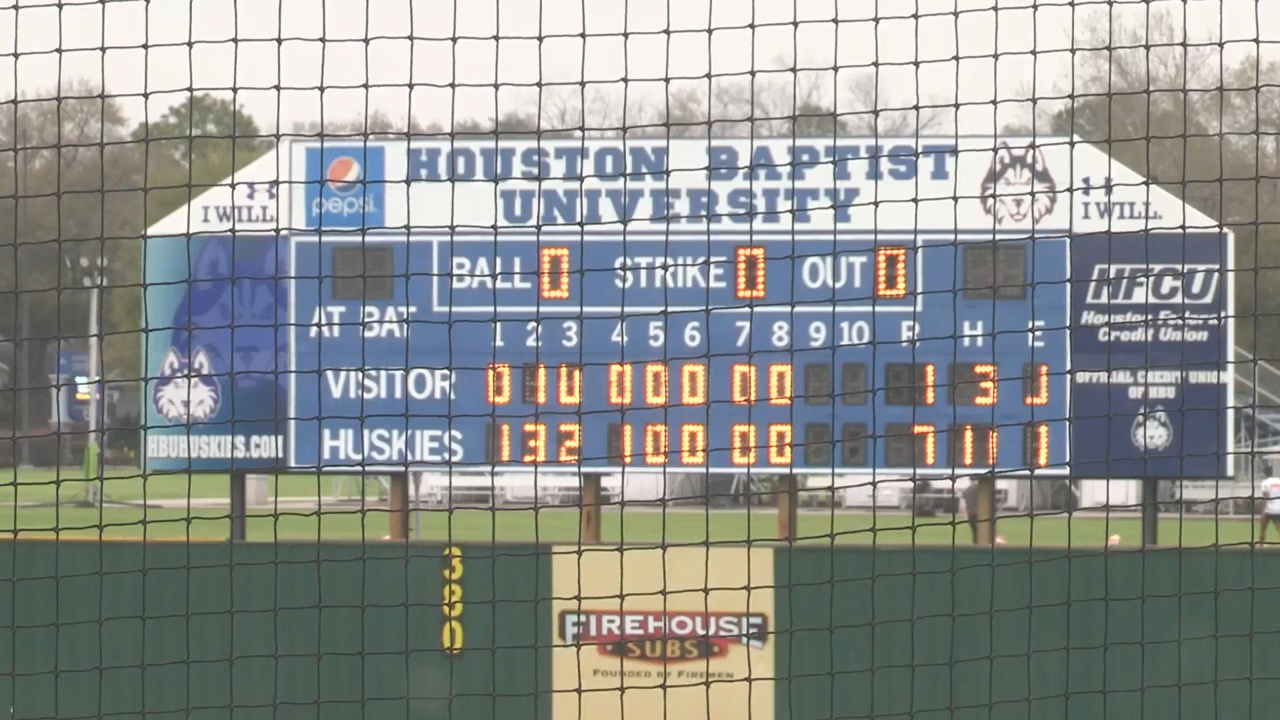 HOUSTON BAPTIST
UNIVERSITY
pepsi
I WILL.
I WILL.
BALL 0 STRIKE 0 OUT 0
AT BAT
1 2 3 4 5 6 7 8 9 10 R H E
VISITOR 0 1 0 0 0 0 0 0 1 3
HUSKIES 1 3 2 1 0 0 0 0 7 11 1
HBUHUSKIES.COM
HFCU
Houston Federal
Credit Union
OFFICIAL CREDIT UNION
OF HBU
380
FIREHOUSE
SUBS
FOUNDED BY FIREMEN